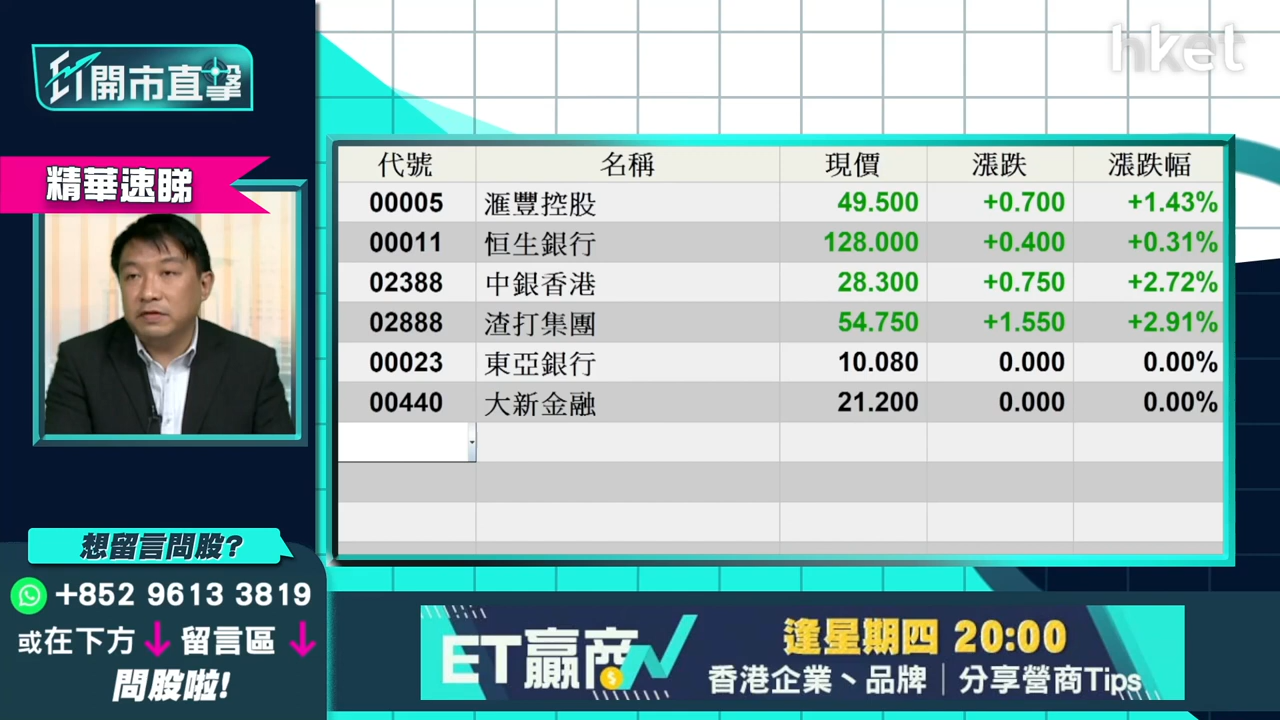 hket
ET開市直擊
精華速睇
代號 名稱 現價 漲跌 漲跌幅
00005 滙豐控股 49.500 +0.700 +1.43%
00011 恒生銀行 128.000 +0.400 +0.31%
02388 中銀香港 28.300 +0.750 +2.72%
02888 渣打集團 54.750 +1.550 +2.91%
00023 東亞銀行 10.080 0.000 0.00%
00440 大新金融 21.200 0.000 0.00%
想留言問股?
+852 9613 3819
或在下方↓留言區↓
問股啦!
ET贏商
逢星期四 20:00
香港企業、品牌｜分享營商Tips